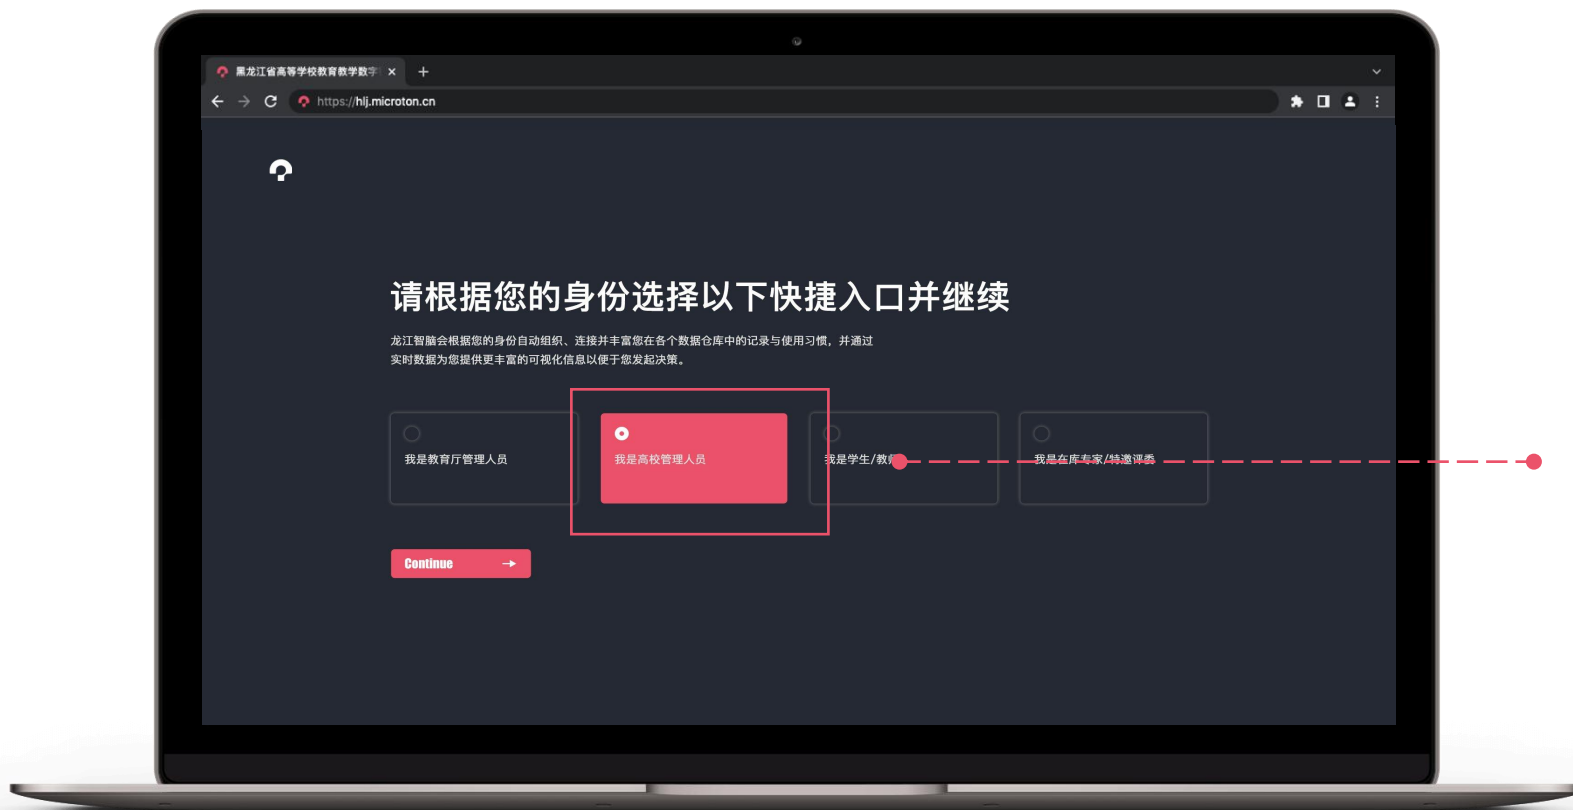 黑龙江省高等学校教育教学数字
https://hlj.microton.cn
请根据您的身份选择以下快捷入口并继续
龙江智脑会根据您的身份自动组织、连接并丰富您在各个数据仓库中的记录与使用习惯，并通过
实时数据为您提供更丰富的可视化信息以便于您发起决策。
我是教育厅管理人员
我是高校管理人员
我是学生/教师
我是在库专家/特邀评委
Continue